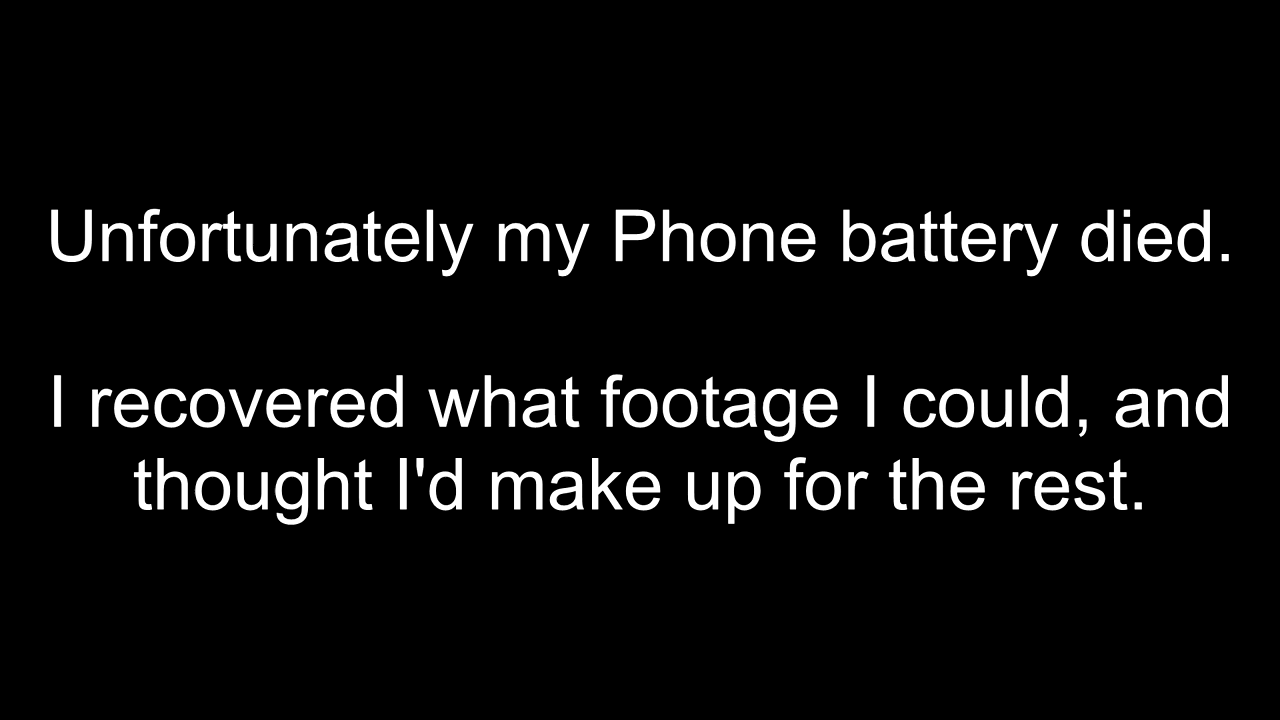 Unfortunately my Phone battery died.
I recovered what footage I could, and
thought I'd make up for the rest.